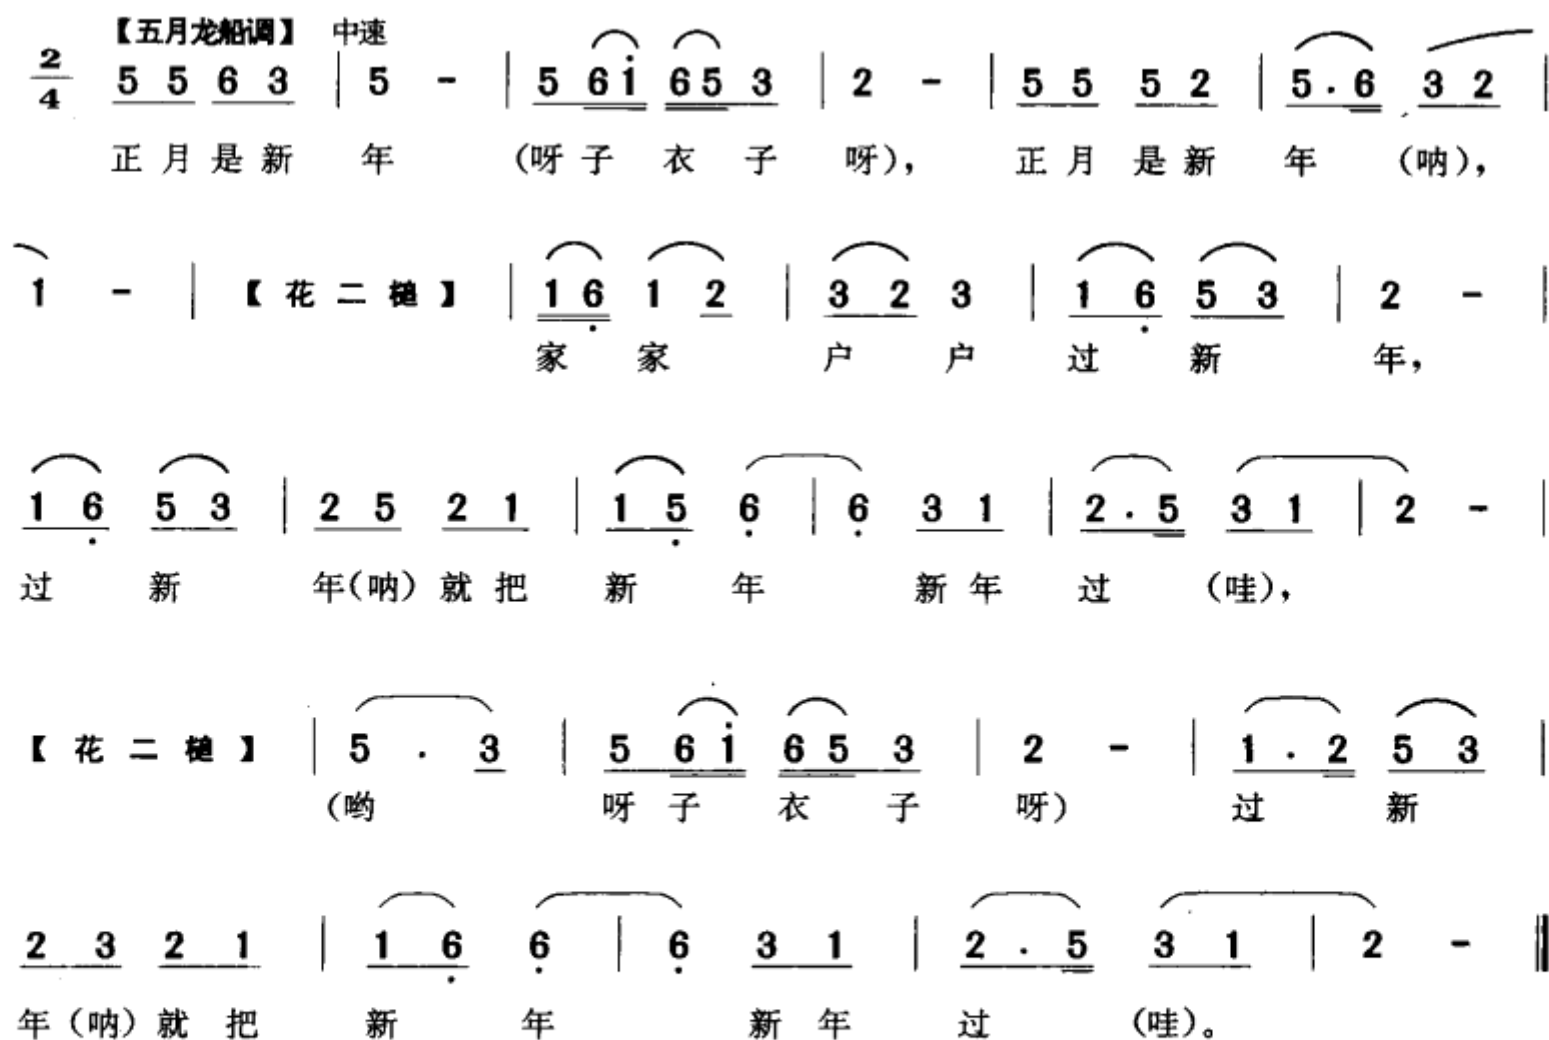 【五月龙船调】 中速
2/4 5 5 6 3 | 5 - | 5 6 i 6 5 3 | 2 - | 5 5 5 2 | 5 . 6 3 2 |
正 月 是 新 年 (呀 子 衣 子 呀), 正 月 是 新 年 (呐),
1 - | 【 花 二 槌 】 | 1 6 1 2 | 3 2 3 | 1 6 5 3 | 2 - |
家 家 户 户 过 新 年,
1 6 5 3 | 2 5 2 1 | 1 5 6 | 6 3 1 | 2 . 5 3 1 | 2 - |
过 新 年(呐) 就 把 新 年 新 年 过 (哇),
【 花 二 槌 】 | 5 . 3 | 5 6 i 6 5 3 | 2 - | 1 . 2 5 3 |
(哟 呀 子 衣 子 呀) 过 新
2 3 2 1 | 1 6 6 | 6 3 1 | 2 . 5 3 1 | 2 - ‖
年 (呐) 就 把 新 年 新 年 过 (哇)。